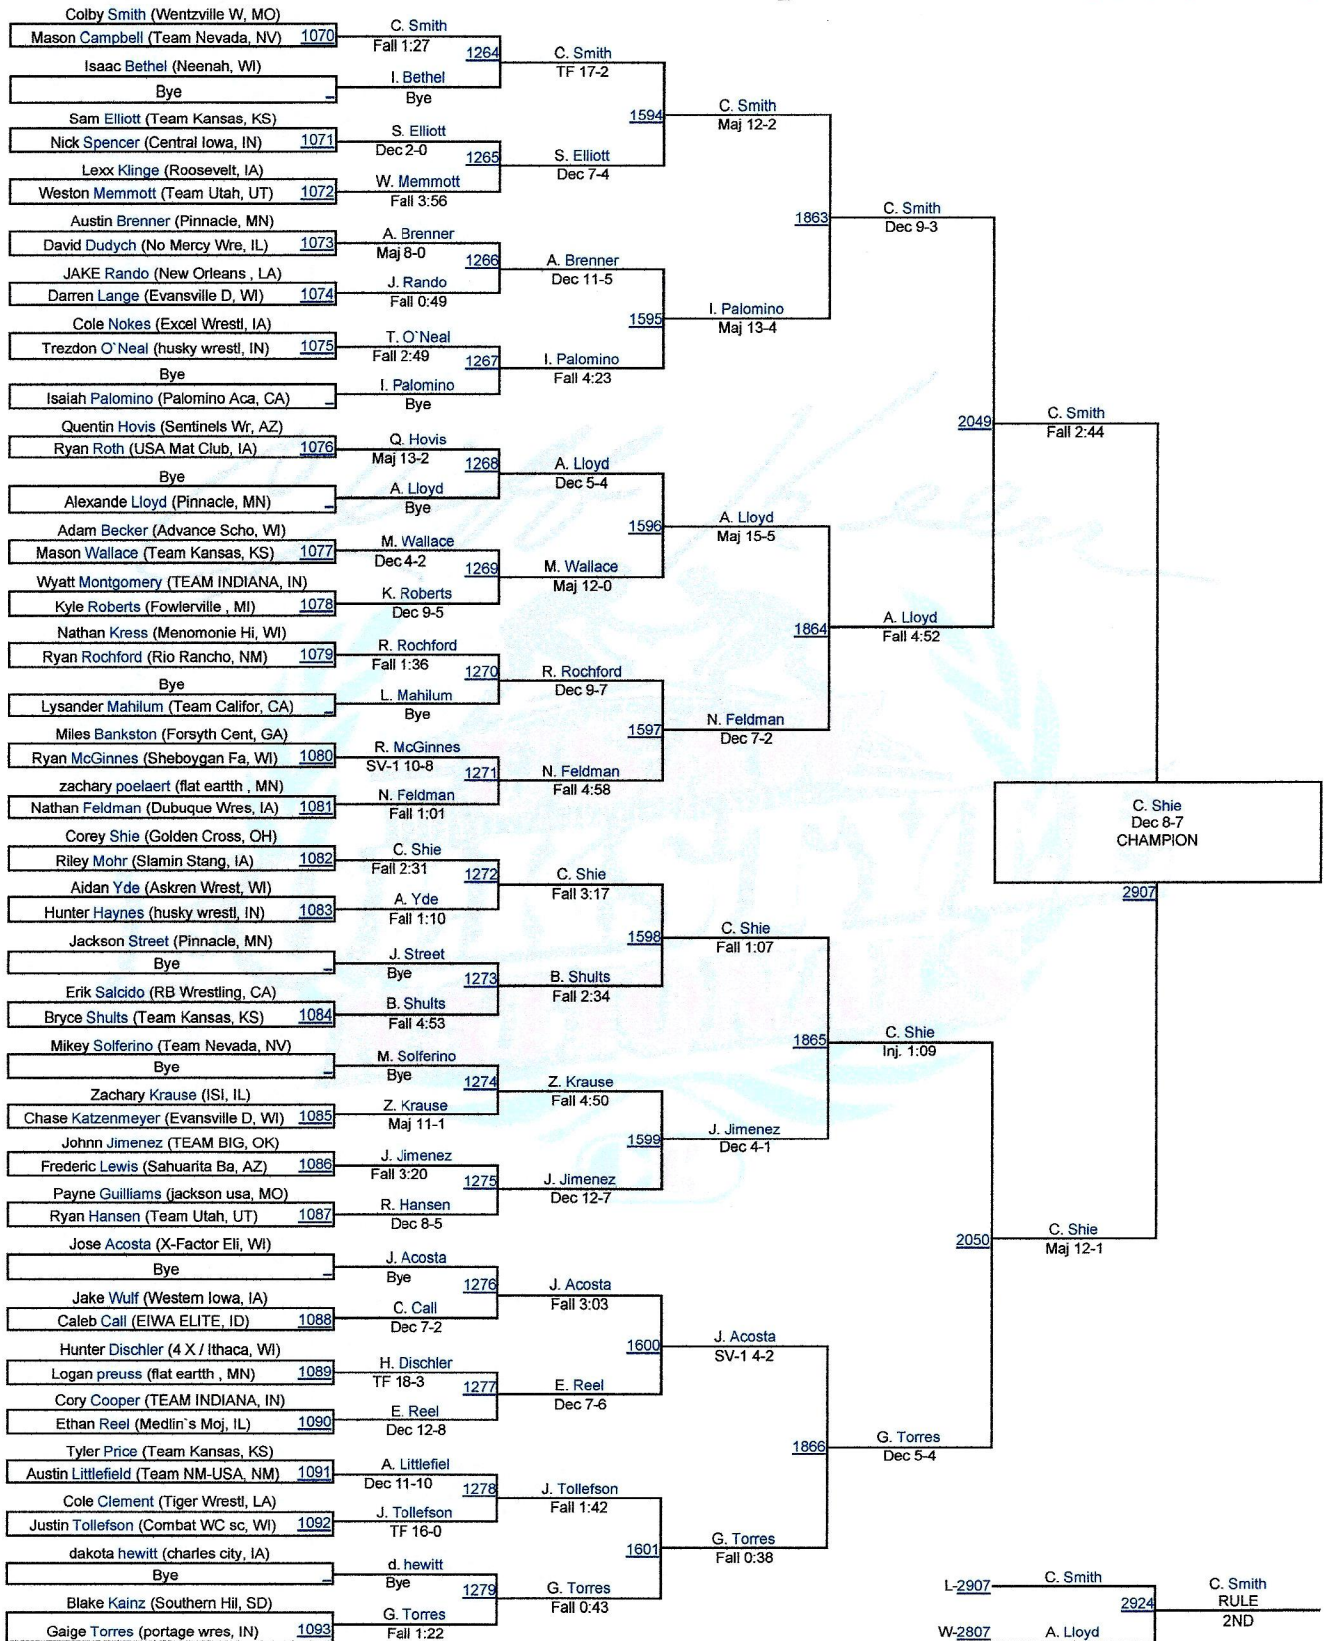 Colby Smith (Wentzville W, MO)
Mason Campbell (Team Nevada, NV) 1070
Isaac Bethel (Neenah, WI)
Bye _
Sam Elliott (Team Kansas, KS)
Nick Spencer (Central Iowa, IN) 1071
Lexx Klinge (Roosevelt, IA)
Weston Memmott (Team Utah, UT) 1072
Austin Brenner (Pinnacle, MN)
David Dudych (No Mercy Wre, IL) 1073
JAKE Rando (New Orleans , LA)
Darren Lange (Evansville D, WI) 1074
Cole Nokes (Excel Wrestl, IA)
Trezdon O`Neal (husky wrestl, IN) 1075
Bye
Isaiah Palomino (Palomino Aca, CA) _
Quentin Hovis (Sentinels Wr, AZ)
Ryan Roth (USA Mat Club, IA) 1076
Bye
Alexande Lloyd (Pinnacle, MN) _
Adam Becker (Advance Scho, WI)
Mason Wallace (Team Kansas, KS) 1077
Wyatt Montgomery (TEAM INDIANA, IN)
Kyle Roberts (Fowlerville , MI) 1078
Nathan Kress (Menomonie Hi, WI)
Ryan Rochford (Rio Rancho, NM) 1079
Bye
Lysander Mahilum (Team Califor, CA) _
Miles Bankston (Forsyth Cent, GA)
Ryan McGinnes (Sheboygan Fa, WI) 1080
zachary poelaert (flat eartth , MN)
Nathan Feldman (Dubuque Wres, IA) 1081
Corey Shie (Golden Cross, OH)
Riley Mohr (Slamin Stang, IA) 1082
Aidan Yde (Askren Wrest, WI)
Hunter Haynes (husky wrestl, IN) 1083
Jackson Street (Pinnacle, MN)
Bye _
Erik Salcido (RB Wrestling, CA)
Bryce Shults (Team Kansas, KS) 1084
Mikey Solferino (Team Nevada, NV)
Bye _
Zachary Krause (ISI, IL)
Chase Katzenmeyer (Evansville D, WI) 1085
Johnn Jimenez (TEAM BIG, OK)
Frederic Lewis (Sahuarita Ba, AZ) 1086
Payne Guilliams (jackson usa, MO)
Ryan Hansen (Team Utah, UT) 1087
Jose Acosta (X-Factor Eli, WI)
Bye _
Jake Wulf (Western Iowa, IA)
Caleb Call (EIWA ELITE, ID) 1088
Hunter Dischler (4 X / Ithaca, WI)
Logan preuss (flat eartth , MN) 1089
Cory Cooper (TEAM INDIANA, IN)
Ethan Reel (Medlin`s Moj, IL) 1090
Tyler Price (Team Kansas, KS)
Austin Littlefield (Team NM-USA, NM) 1091
Cole Clement (Tiger Wrestl, LA)
Justin Tollefson (Combat WC sc, WI) 1092
dakota hewitt (charles city, IA)
Bye _
Blake Kainz (Southern Hil, SD)
Gaige Torres (portage wres, IN) 1093
C. Smith
Fall 1:27
1264
I. Bethel
Bye
S. Elliott
Dec 2-0
1265
W. Memmott
Fall 3:56
A. Brenner
Maj 8-0
1266
J. Rando
Fall 0:49
T. O`Neal
Fall 2:49
1267
I. Palomino
Bye
Q. Hovis
Maj 13-2
1268
A. Lloyd
Bye
M. Wallace
Dec 4-2
1269
K. Roberts
Dec 9-5
R. Rochford
Fall 1:36
1270
L. Mahilum
Bye
R. McGinnes
SV-1 10-8
1271
N. Feldman
Fall 1:01
C. Shie
Fall 2:31
1272
A. Yde
Fall 1:10
J. Street
Bye
1273
B. Shults
Fall 4:53
M. Solferino
Bye
1274
Z. Krause
Maj 11-1
J. Jimenez
Fall 3:20
1275
R. Hansen
Dec 8-5
J. Acosta
Bye
1276
C. Call
Dec 7-2
H. Dischler
TF 18-3
1277
E. Reel
Dec 12-8
A. Littlefiel
Dec 11-10
1278
J. Tollefson
TF 16-0
d. hewitt
Bye
1279
G. Torres
Fall 1:22
C. Smith
TF 17-2
1594
S. Elliott
Dec 7-4
A. Brenner
Dec 11-5
1595
I. Palomino
Fall 4:23
A. Lloyd
Dec 5-4
1596
M. Wallace
Maj 12-0
R. Rochford
Dec 9-7
1597
N. Feldman
Fall 4:58
C. Shie
Fall 3:17
1598
B. Shults
Fall 2:34
Z. Krause
Fall 4:50
1599
J. Jimenez
Dec 12-7
J. Acosta
Fall 3:03
1600
E. Reel
Dec 7-6
J. Tollefson
Fall 1:42
1601
G. Torres
Fall 0:43
C. Smith
Maj 12-2
1863
I. Palomino
Maj 13-4
A. Lloyd
Maj 15-5
1864
N. Feldman
Dec 7-2
C. Shie
Fall 1:07
1865
J. Jimenez
Dec 4-1
J. Acosta
SV-1 4-2
1866
G. Torres
Fall 0:38
C. Smith
Dec 9-3
2049
A. Lloyd
Fall 4:52
C. Shie
Inj. 1:09
2050
G. Torres
Dec 5-4
C. Smith
Fall 2:44
C. Shie
Dec 8-7
CHAMPION
2907
C. Shie
Maj 12-1
L-2907 C. Smith
2924
W-2807 A. Lloyd
C. Smith
RULE
2ND